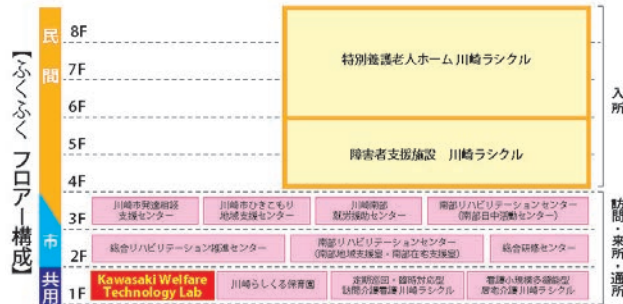 【ふくふく フロアー構成】
民間
市
共用
8F
7F
6F
5F
4F
3F
2F
1F
特別養護老人ホーム 川崎ラシクル
障害者支援施設 川崎ラシクル
入所
川崎市発達相談
支援センター
川崎市ひきこもり
地域支援センター
川崎南部
就労援助センター
南部リハビリテーションセンター
(南部日中活動センター)
総合リハビリテーション推進センター
南部リハビリテーションセンター
(南部地域支援室・南部在宅支援室)
総合研修センター
Kawasaki Welfare
Technology Lab
川崎らしくる保育園
定期巡回・臨時対応型
訪問介護看護 川崎ラシクル
看護小規模多機能型
居宅介護 川崎ラシクル
訪問・来所・通所